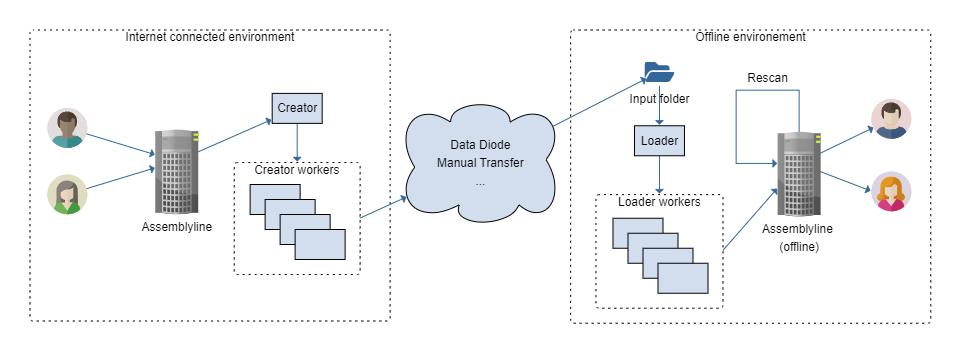 Internet connected environment
Creator
Creator workers
Assemblyline
Data Diode
Manual Transfer
...
Offline environement
Input folder
Loader
Loader workers
Rescan
Assemblyline
(offline)